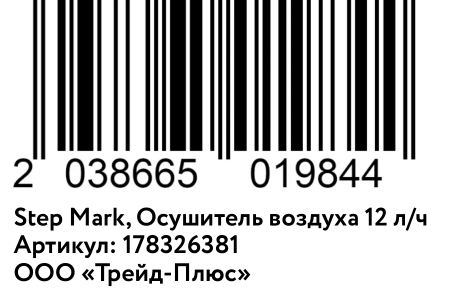 2 038665 019844
Step Mark, Осушитель воздуха 12 л/ч
Артикул: 178326381
ООО «Трейд-Плюс»